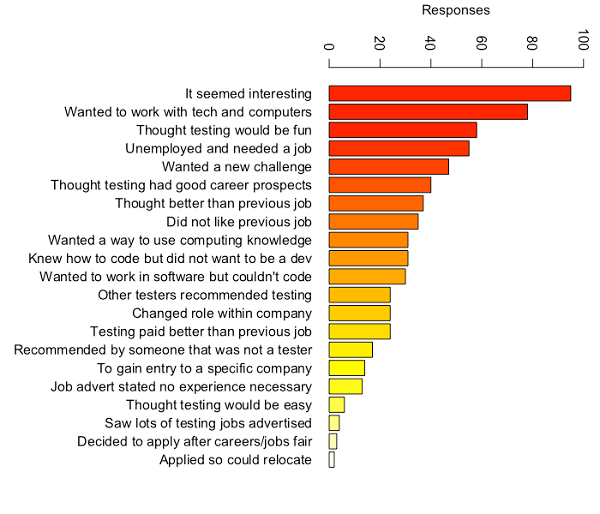 Responses
0 20 40 60 80 100
It seemed interesting
Wanted to work with tech and computers
Thought testing would be fun
Unemployed and needed a job
Wanted a new challenge
Thought testing had good career prospects
Thought better than previous job
Did not like previous job
Wanted a way to use computing knowledge
Knew how to code but did not want to be a dev
Wanted to work in software but couldn't code
Other testers recommended testing
Changed role within company
Testing paid better than previous job
Recommended by someone that was not a tester
To gain entry to a specific company
Job advert stated no experience necessary
Thought testing would be easy
Saw lots of testing jobs advertised
Decided to apply after careers/jobs fair
Applied so could relocate